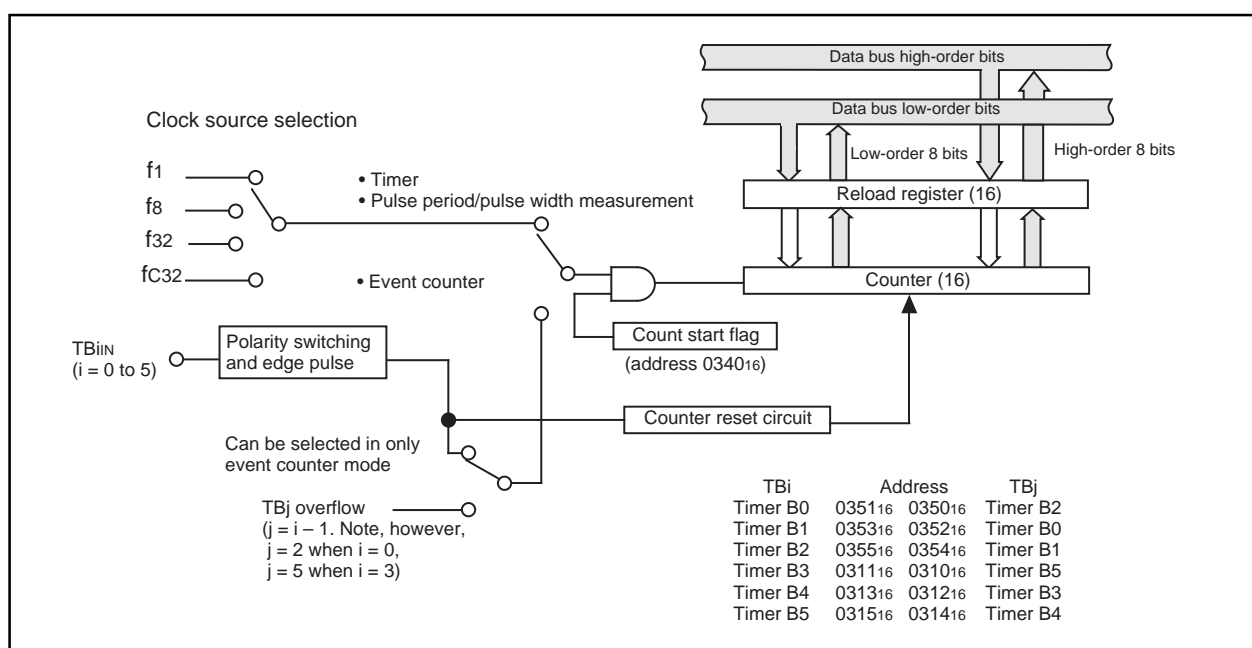 Data bus high-order bits
Data bus low-order bits
Clock source selection
Low-order 8 bits
High-order 8 bits
f1
• Timer
• Pulse period/pulse width measurement
Reload register (16)
f8
f32
fC32
• Event counter
Counter (16)
TBiIN
(i = 0 to 5)
Polarity switching
and edge pulse
Count start flag
(address 034016)
Counter reset circuit
Can be selected in only
event counter mode
TBj overflow
(j = i – 1. Note, however,
j = 2 when i = 0,
j = 5 when i = 3)
TBi Address TBj
Timer B0 035116 035016 Timer B2
Timer B1 035316 035216 Timer B0
Timer B2 035516 035416 Timer B1
Timer B3 031116 031016 Timer B5
Timer B4 031316 031216 Timer B3
Timer B5 031516 031416 Timer B4